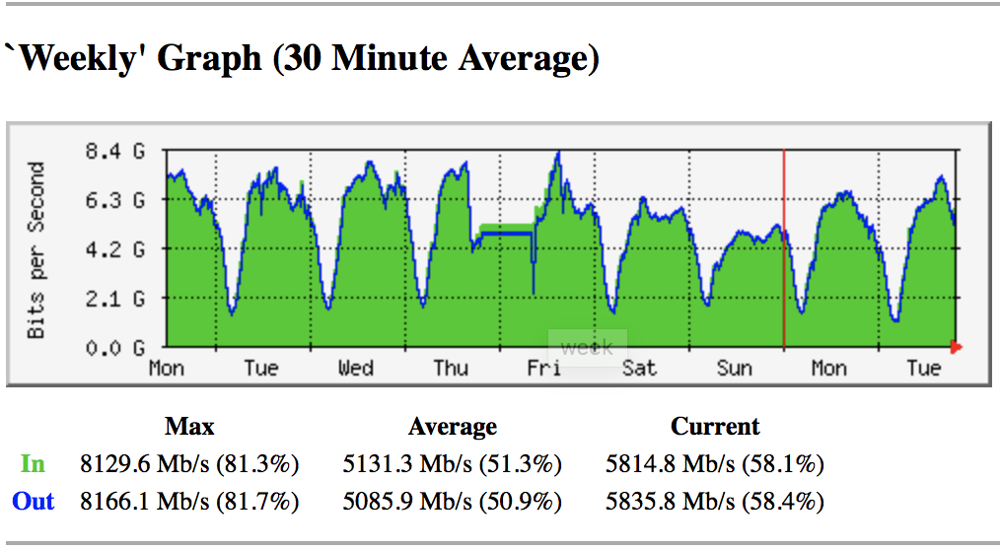 `Weekly' Graph (30 Minute Average)
Bits per Second
8.4 G
6.3 G
4.2 G
2.1 G
0.0 G
week
Mon Tue Wed Thu Fri Sat Sun Mon Tue
Max Average Current
In 8129.6 Mb/s (81.3%) 5131.3 Mb/s (51.3%) 5814.8 Mb/s (58.1%)
Out 8166.1 Mb/s (81.7%) 5085.9 Mb/s (50.9%) 5835.8 Mb/s (58.4%)